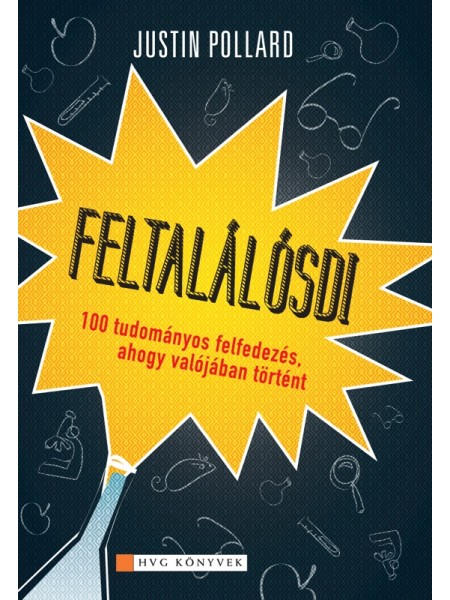 JUSTIN POLLARD
FELTALÁLÓSDI
100 tudományos felfedezés,
ahogy valójában történt
HVG KÖNYVEK